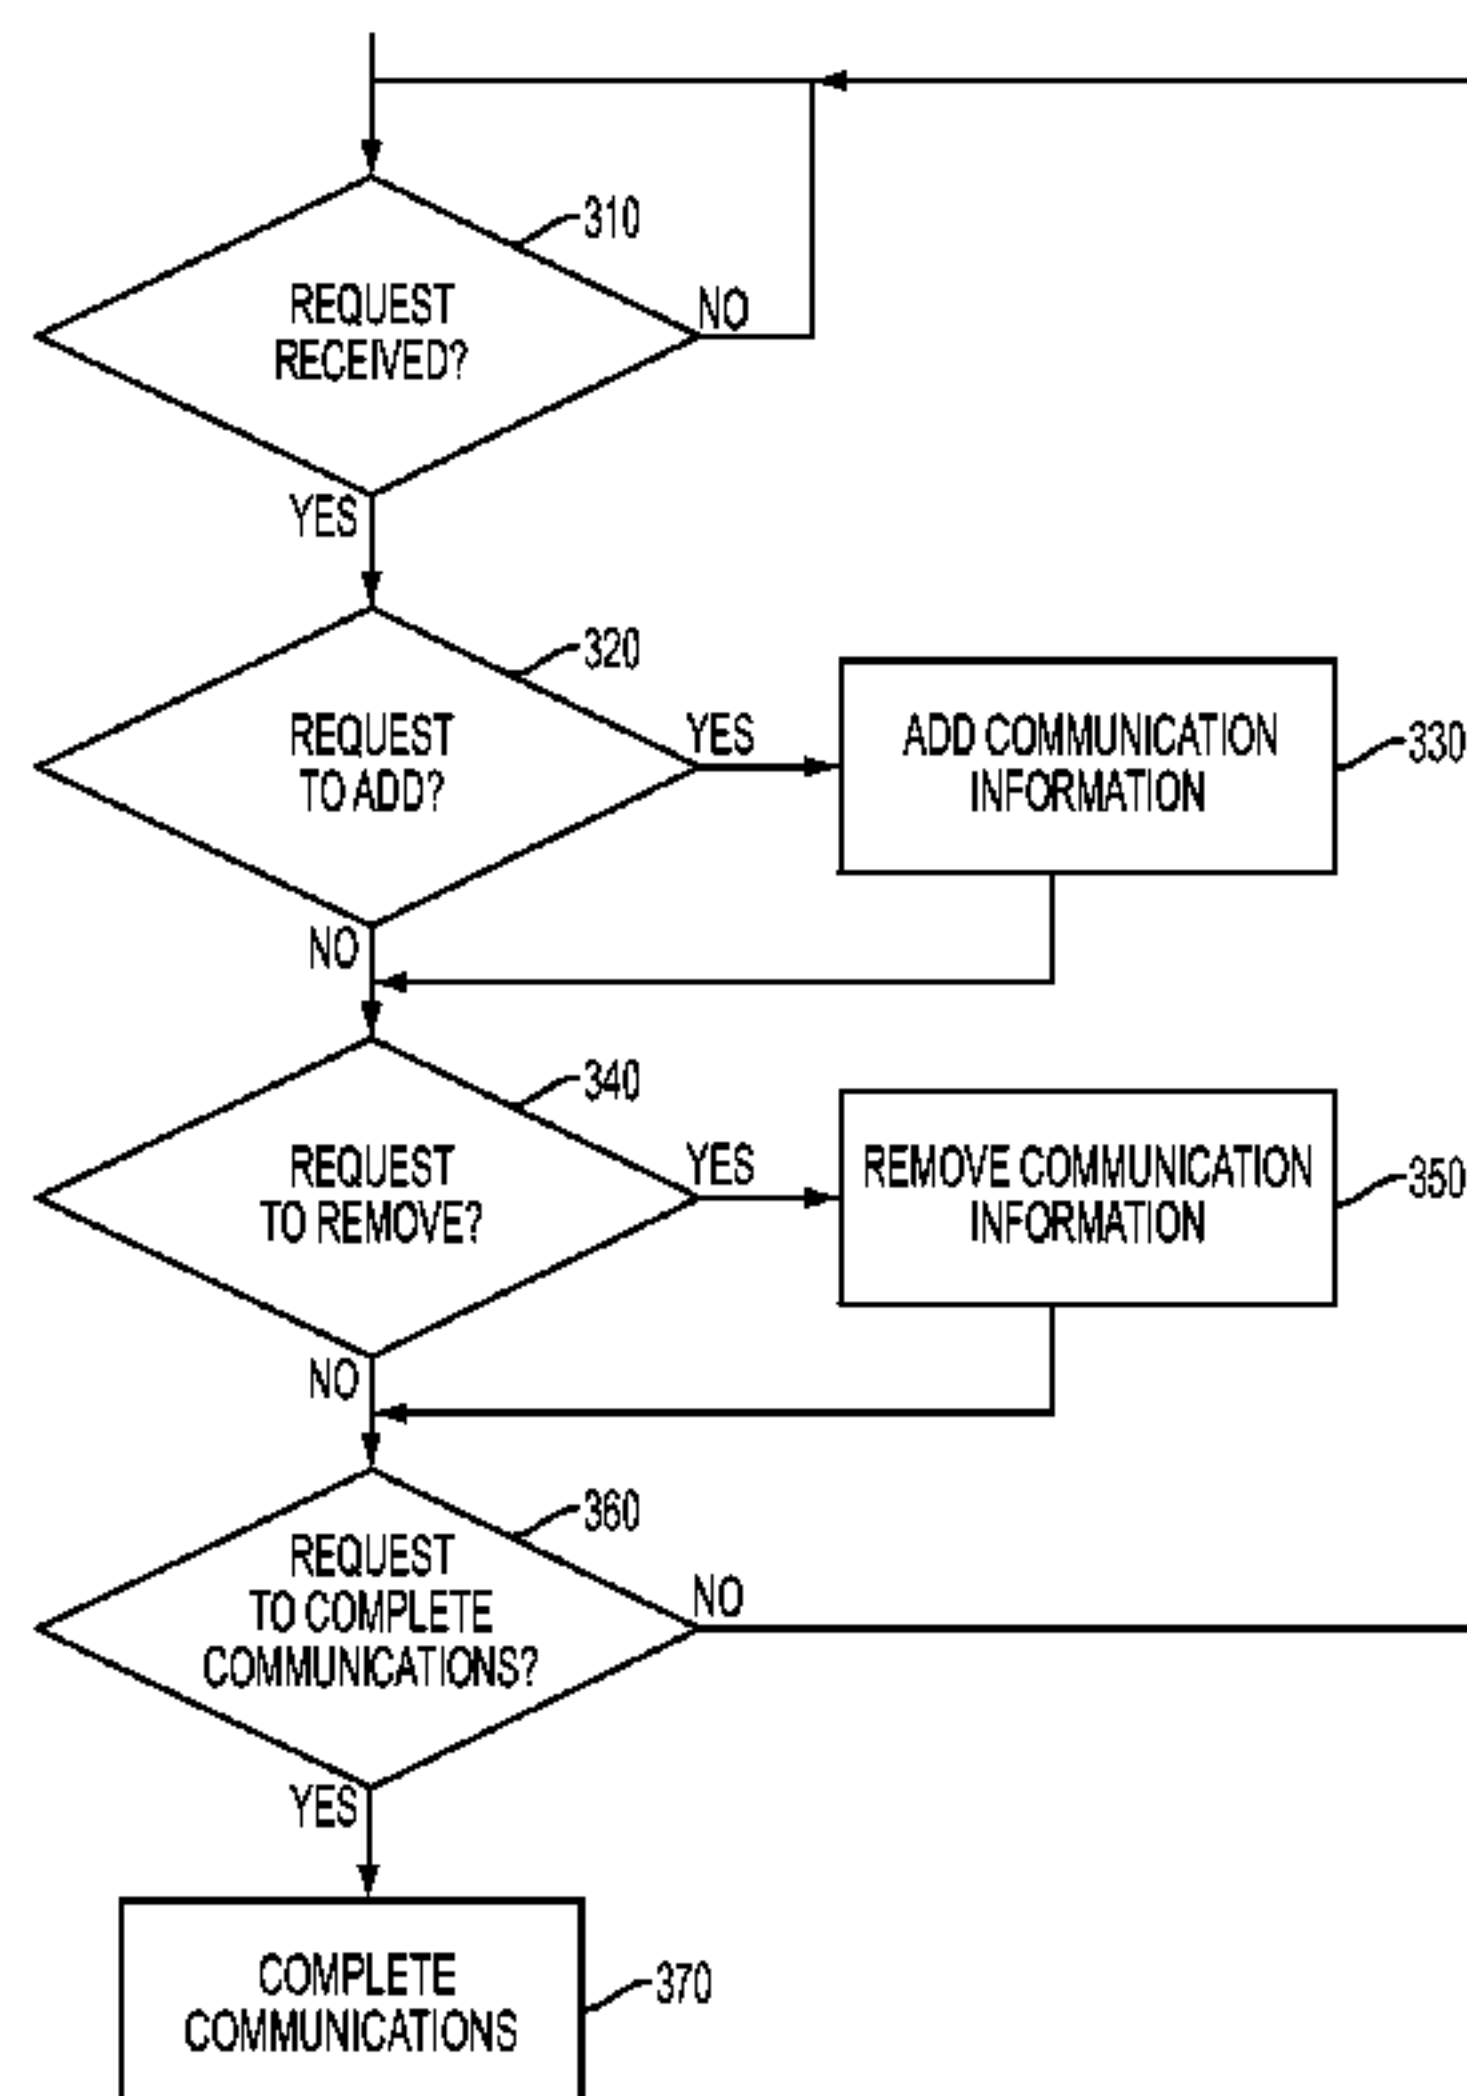 310
REQUEST
RECEIVED?
NO
YES
320
REQUEST
TO ADD?
YES
ADD COMMUNICATION
INFORMATION
330
NO
340
REQUEST
TO REMOVE?
YES
REMOVE COMMUNICATION
INFORMATION
350
NO
360
REQUEST
TO COMPLETE
COMMUNICATIONS?
NO
YES
COMPLETE
COMMUNICATIONS
370